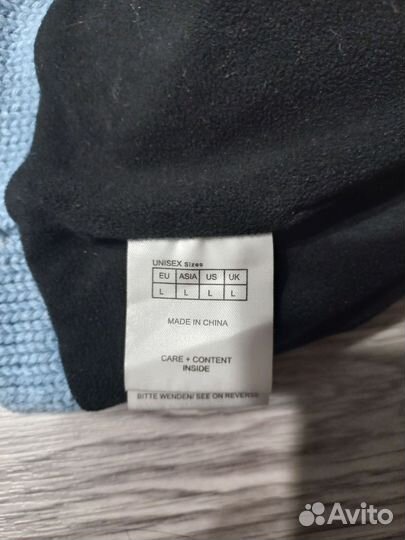 UNISEX Sizes
EU ASIA US UK
L L L L
MADE IN CHINA
CARE + CONTENT
INSIDE
BITTE WENDEN/ SEE ON REVERSE
Avito